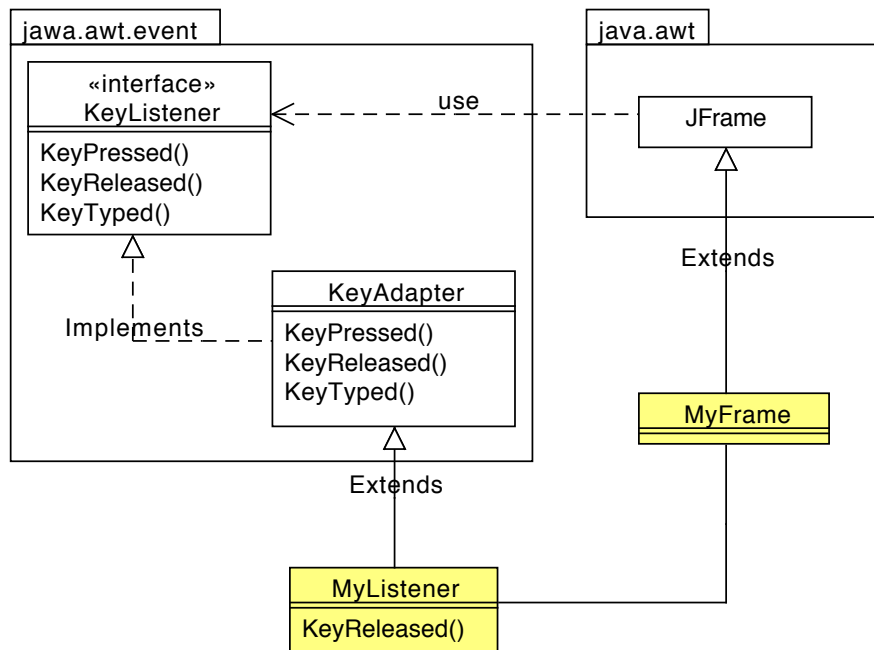 jawa.awt.event
«interface»
KeyListener
KeyPressed()
KeyReleased()
KeyTyped()
use
java.awt
JFrame
Implements
KeyAdapter
KeyPressed()
KeyReleased()
KeyTyped()
Extends
MyFrame
Extends
MyListener
KeyReleased()